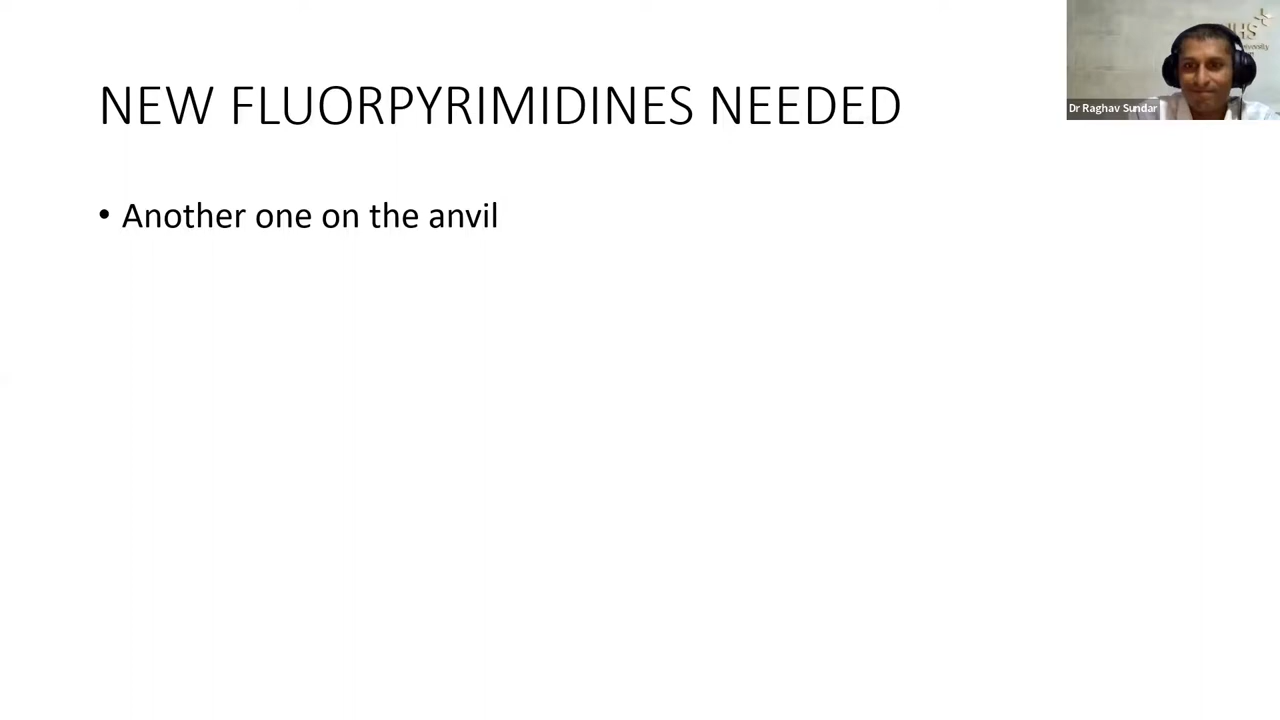 NEW FLUORPYRIMIDINES NEEDED
• Another one on the anvil
Dr Raghav Sundar